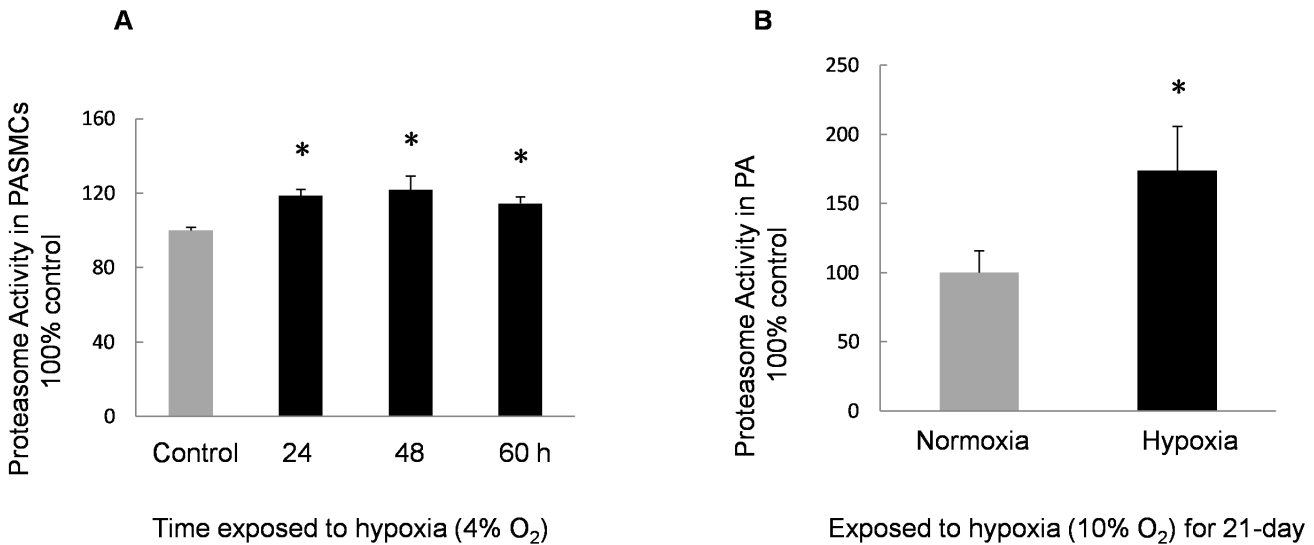 A
Proteasome Activity in PASMCs
100% control
160
120
80
40
0
*
*
*
Control
24
48
60 h
Time exposed to hypoxia (4% O₂)
B
Proteasome Activity in PA
100% control
250
200
150
100
50
0
*
Normoxia
Hypoxia
Exposed to hypoxia (10% O₂) for 21-day